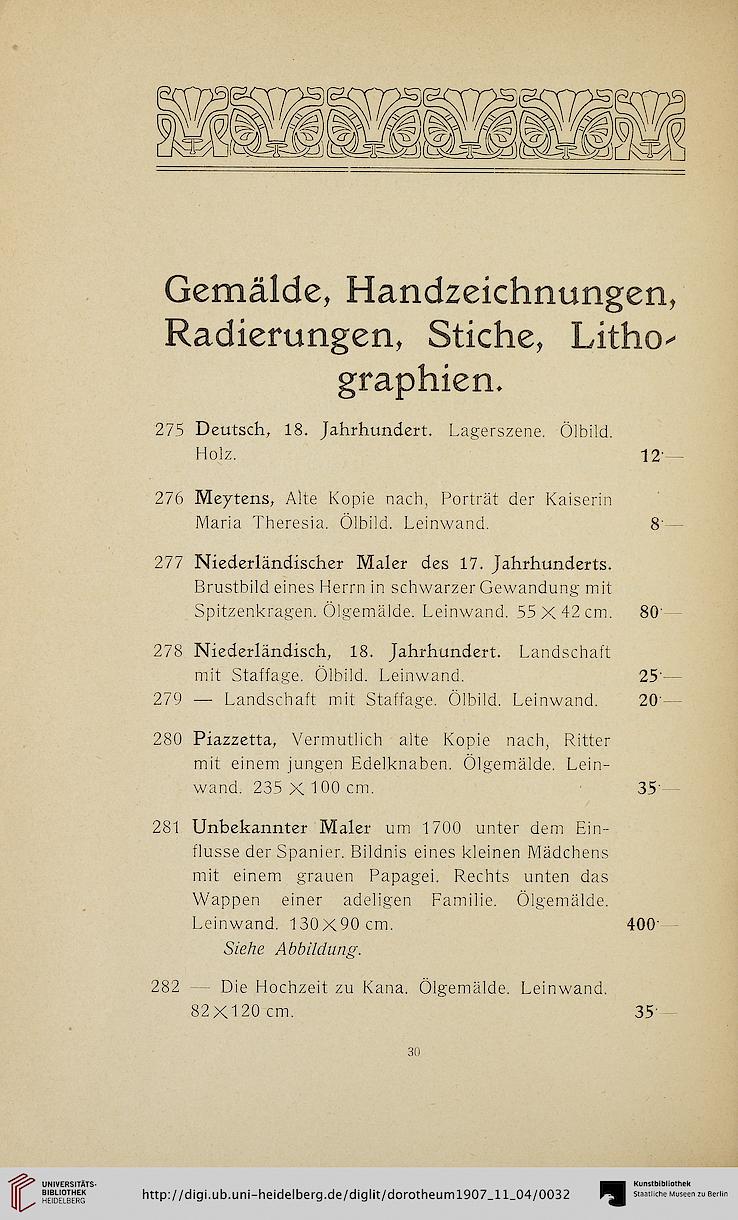 Gemälde, Handzeichnungen,
Radierungen, Stiche, Litho-
graphien.
275 Deutsch, 18. Jahrhundert. Lagerszene. Ölbild.
Holz. 12·—
276 Meytens, Alte Kopie nach, Porträt der Kaiserin
Maria Theresia. Ölbild. Leinwand. 8·—
277 Niederländischer Maler des 17. Jahrhunderts.
Brustbild eines Herrn in schwarzer Gewandung mit
Spitzenkragen. Ölgemälde. Leinwand. 55 × 42 cm. 80·—
278 Niederländisch, 18. Jahrhundert. Landschaft
mit Staffage. Ölbild. Leinwand. 25·—
279 — Landschaft mit Staffage. Ölbild. Leinwand. 20·—
280 Piazzetta, Vermutlich alte Kopie nach, Ritter
mit einem jungen Edelknaben. Ölgemälde. Lein-
wand. 235 × 100 cm. 35·—
281 Unbekannter Maler um 1700 unter dem Ein-
flusse der Spanier. Bildnis eines kleinen Mädchens
mit einem grauen Papagei. Rechts unten das
Wappen einer adeligen Familie. Ölgemälde.
Leinwand. 130×90 cm. 400·—
Siehe Abbildung.
282 — Die Hochzeit zu Kana. Ölgemälde. Leinwand.
82×120 cm. 35·—
30
UNIVERSITÄTS-
BIBLIOTHEK
HEIDELBERG
http://digi.ub.uni-heidelberg.de/diglit/dorotheum1907_11_04/0032
Kunstbibliothek
Staatliche Museen zu Berlin